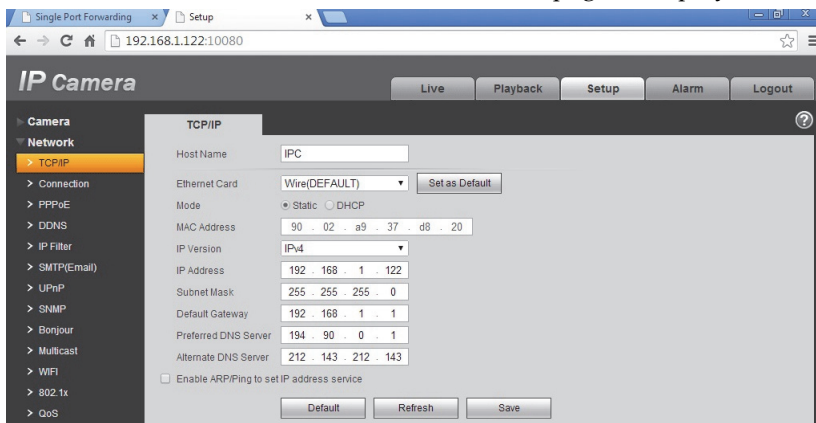 Single Port Forwarding
Setup
192.168.1.122:10080
IP Camera
Live
Playback
Setup
Alarm
Logout
Camera
Network
TCP/IP
Connection
PPPoE
DDNS
IP Filter
SMTP(Email)
UPnP
SNMP
Bonjour
Multicast
WIFI
802.1x
QoS
TCP/IP
Host Name IPC
Ethernet Card Wire(DEFAULT) Set as Default
Mode Static DHCP
MAC Address 90 . 02 . a9 . 37 . d8 . 20
IP Version IPv4
IP Address 192 . 168 . 1 . 122
Subnet Mask 255 . 255 . 255 . 0
Default Gateway 192 . 168 . 1 . 1
Preferred DNS Server 194 . 90 . 0 . 1
Alternate DNS Server 212 . 143 . 212 . 143
Enable ARP/Ping to set IP address service
Default Refresh Save